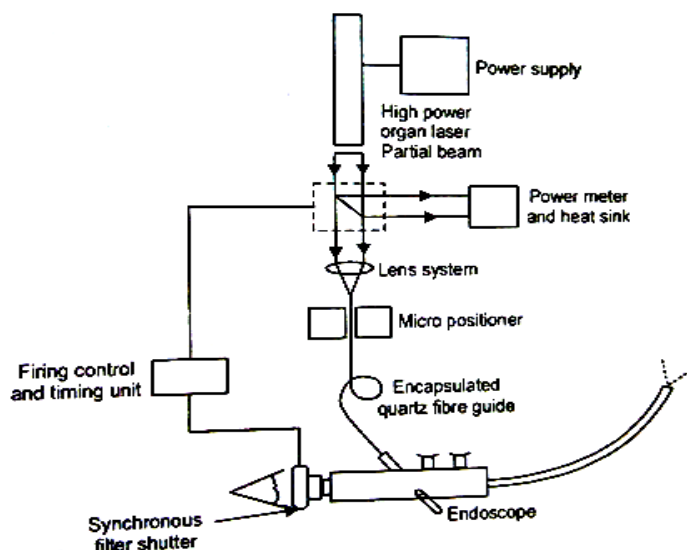 Power supply
High power
organ laser
Partial beam
Power meter
and heat sink
Lens system
Micro positioner
Firing control
and timing unit
Encapsulated
quartz fibre guide
Endoscope
Synchronous
filter shutter